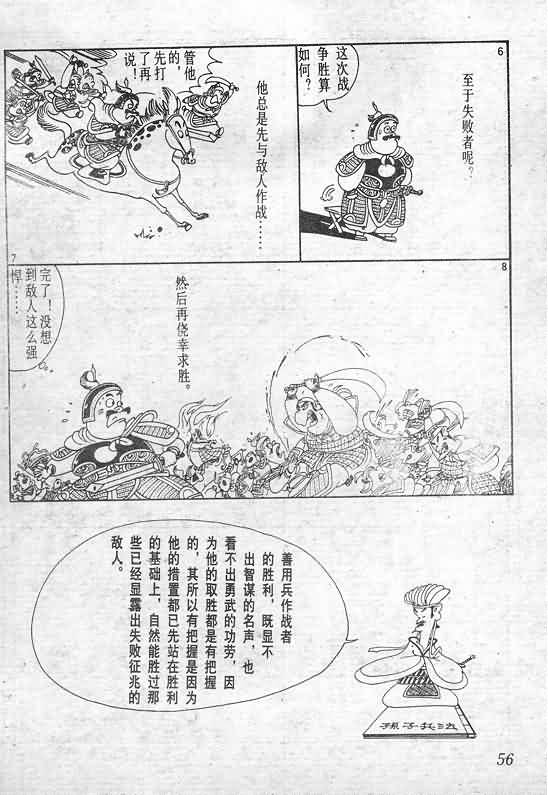 6
至于失败者呢？
这次战
争胜算
如何？
7
管他
的，
先打
了再
说！
他总是先与敌人作战……
8
然后再侥幸求胜。
完了！没想
到敌人这么强
悍……
善用兵作战者
的胜利，既显不
出智谋的名声，也
看不出勇武的功劳，因
为他的取胜都是有把握
的，其所以有把握是因为
他的措置都已先站在胜利
的基础上，自然能胜过那
些已经显露出失败征兆的
敌人。
孫子兵法
56